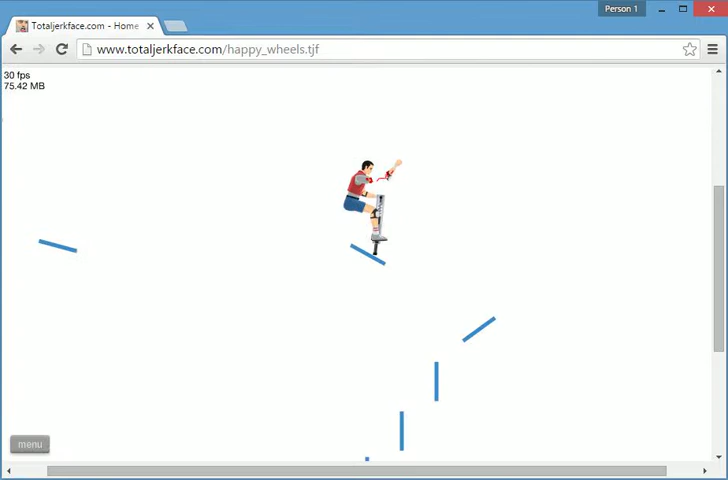 Person 1
Totaljerkface.com - Home
www.totaljerkface.com/happy_wheels.tjf
30 fps
75.42 MB
menu